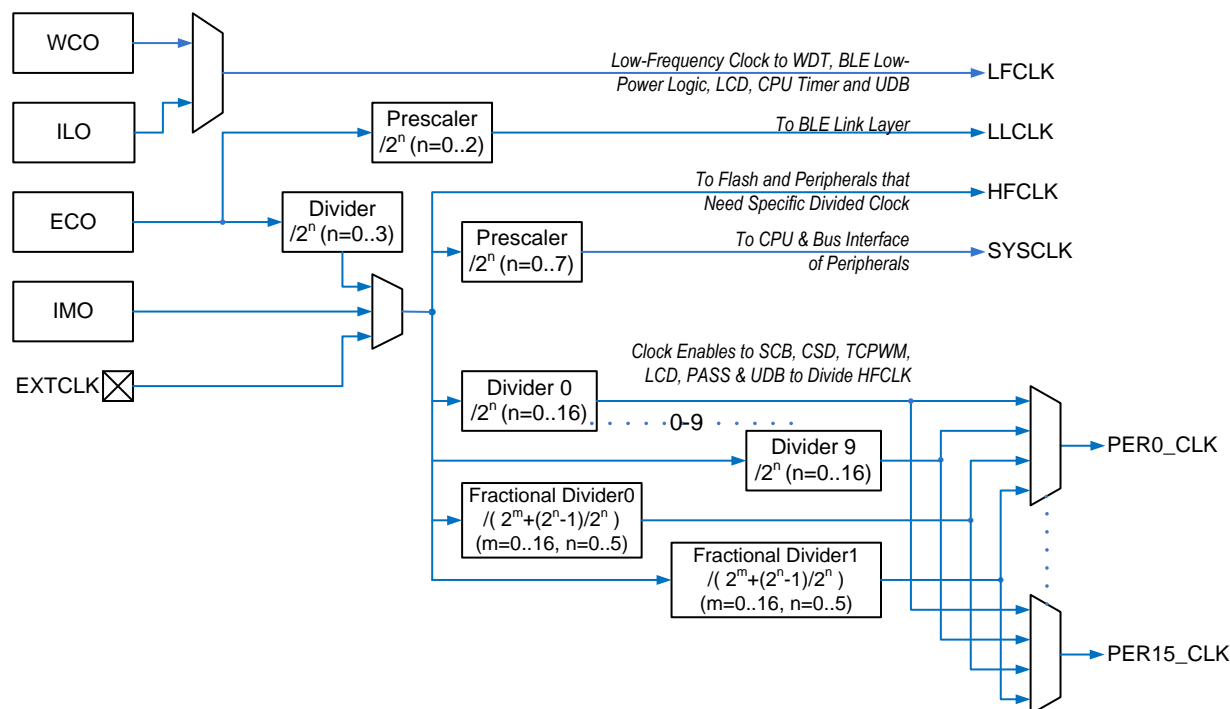 WCO
Low-Frequency Clock to WDT, BLE Low-
Power Logic, LCD, CPU Timer and UDB
LFCLK
ILO
Prescaler
/2ⁿ (n=0..2)
To BLE Link Layer
LLCLK
ECO
Divider
/2ⁿ (n=0..3)
To Flash and Peripherals that
Need Specific Divided Clock
HFCLK
Prescaler
/2ⁿ (n=0..7)
To CPU & Bus Interface
of Peripherals
SYSCLK
IMO
EXTCLK
Clock Enables to SCB, CSD, TCPWM,
LCD, PASS & UDB to Divide HFCLK
Divider 0
/2ⁿ (n=0..16)
0-9
Divider 9
/2ⁿ (n=0..16)
PER0_CLK
Fractional Divider0
/( 2ᵐ+(2ⁿ-1)/2ⁿ )
(m=0..16, n=0..5)
Fractional Divider1
/( 2ᵐ+(2ⁿ-1)/2ⁿ )
(m=0..16, n=0..5)
PER15_CLK